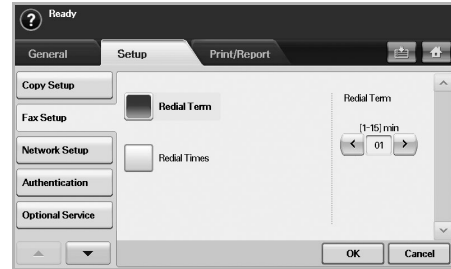 ? Ready
General Setup Print/Report
Copy Setup
Fax Setup
Network Setup
Authentication
Optional Service
Redial Term
Redial Times
Redial Term
[1-15] min
< 01 >
OK Cancel